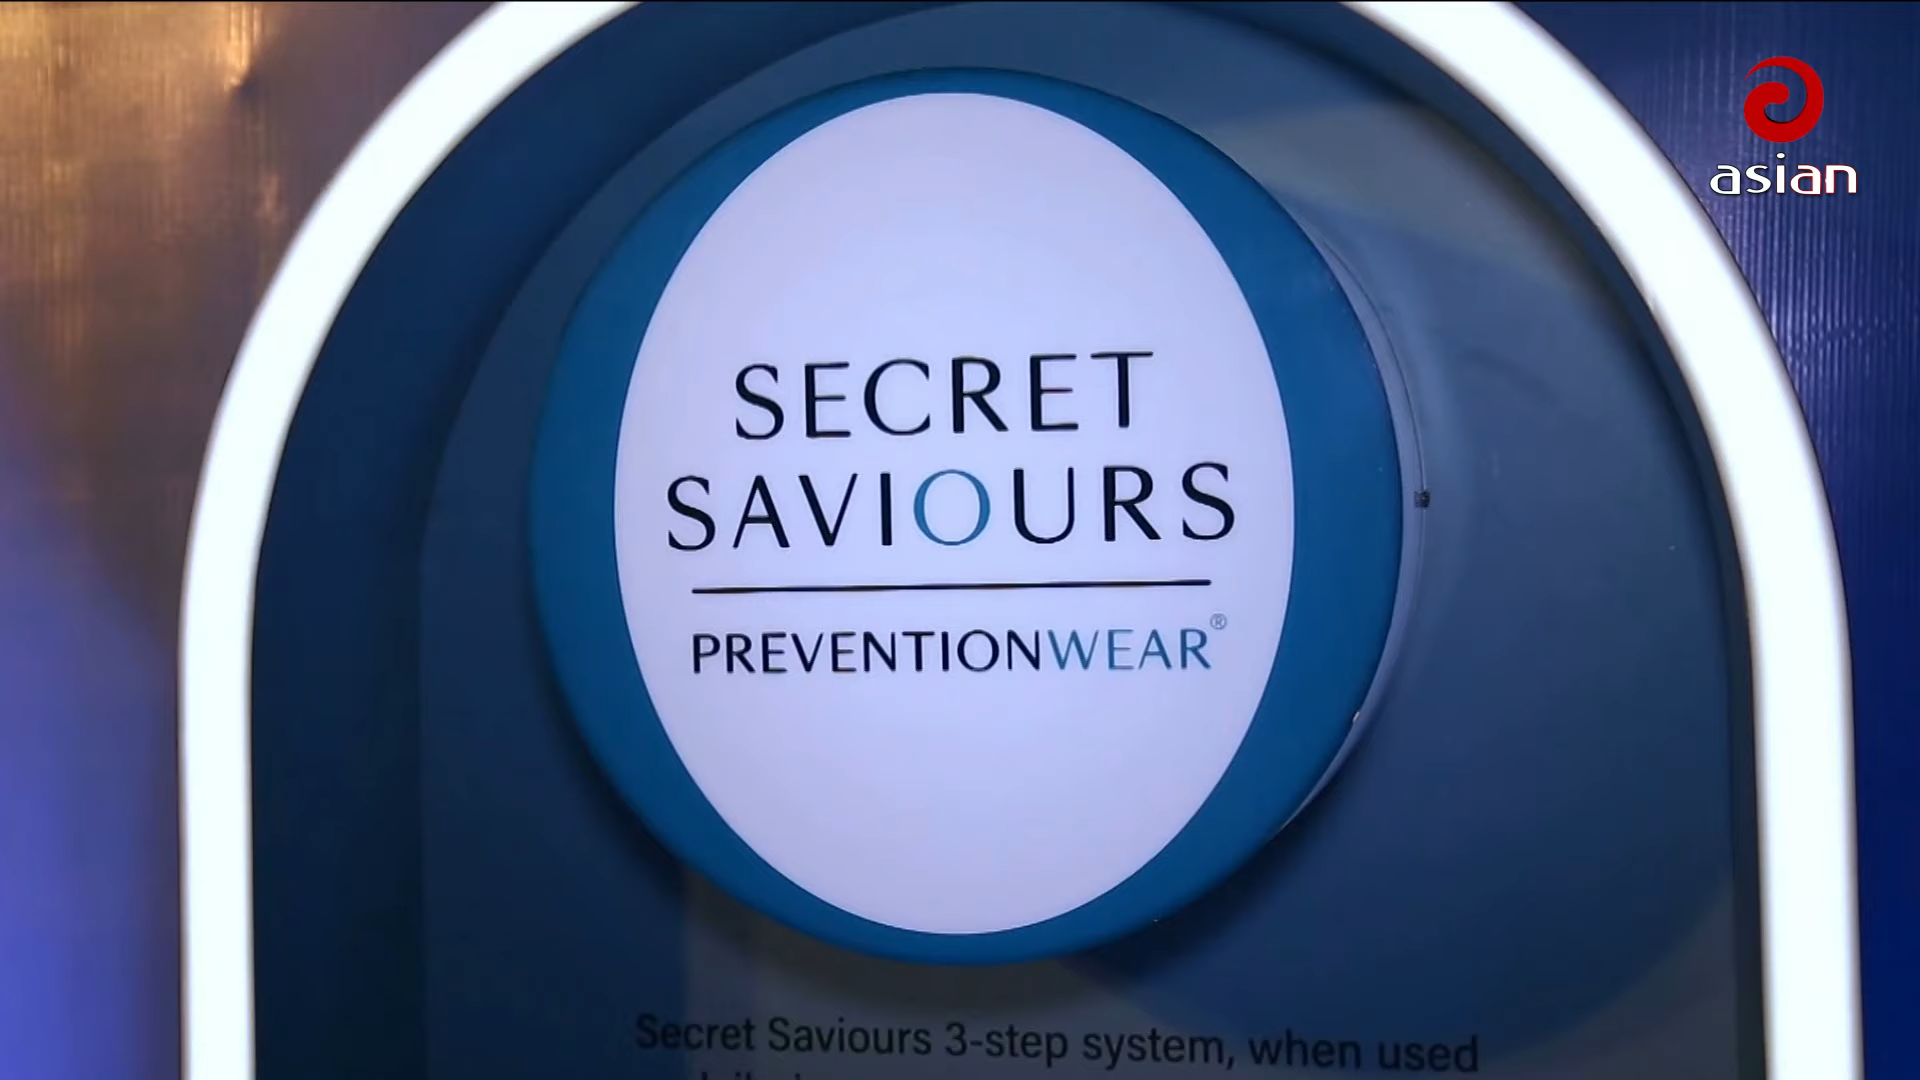 asian
SECRET
SAVIOURS
PREVENTIONWEAR®
Secret Saviours 3-step system, when used